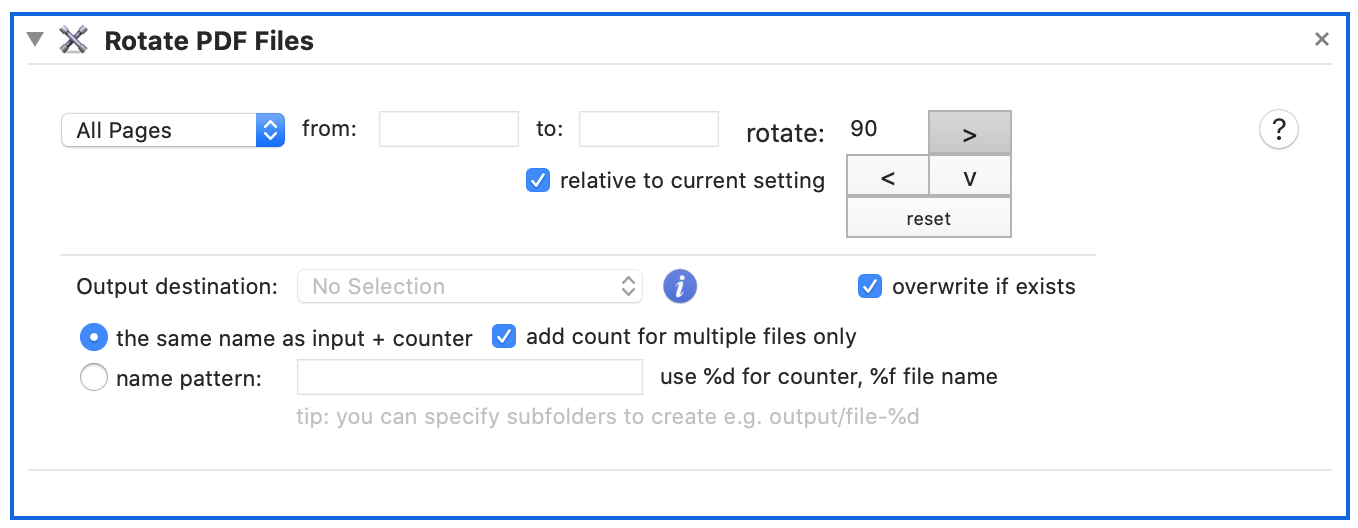 Rotate PDF Files
All Pages from: to: rotate: 90 >
relative to current setting < v
reset
?
Output destination: No Selection i overwrite if exists
the same name as input + counter add count for multiple files only
name pattern: use %d for counter, %f file name
tip: you can specify subfolders to create e.g. output/file-%d